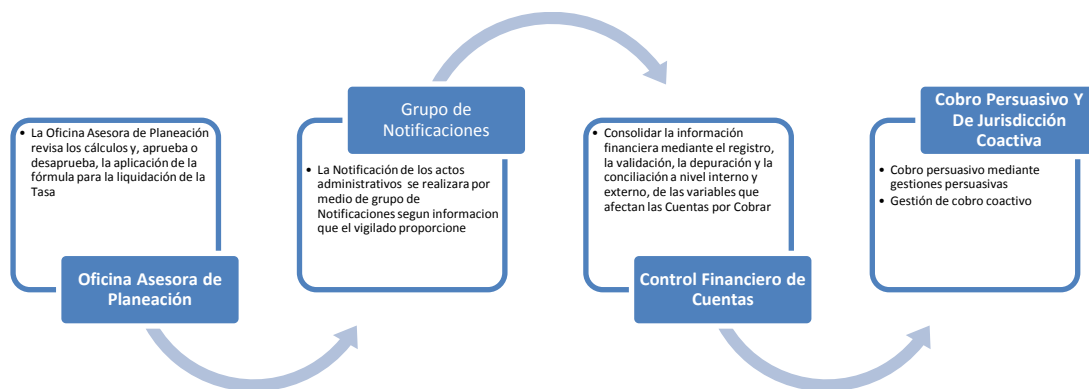 • La Oficina Asesora de Planeación
revisa los cálculos y, aprueba o
desaprueba, la aplicación de la
fórmula para la liquidación de la
Tasa
Oficina Asesora de
Planeación
Grupo de
Notificaciones
• La Notificación de los actos
administrativos se realizara por
medio de grupo de
Notificaciones segun informacion
que el vigilado proporcione
• Consolidar la información
financiera mediante el registro,
la validación, la depuración y la
conciliación a nivel interno y
externo, de las variables que
afectan las Cuentas por Cobrar
Control Financiero de
Cuentas
Cobro Persuasivo Y
De Jurisdicción
Coactiva
• Cobro persuasivo mediante
gestiones persuasivas
• Gestión de cobro coactivo